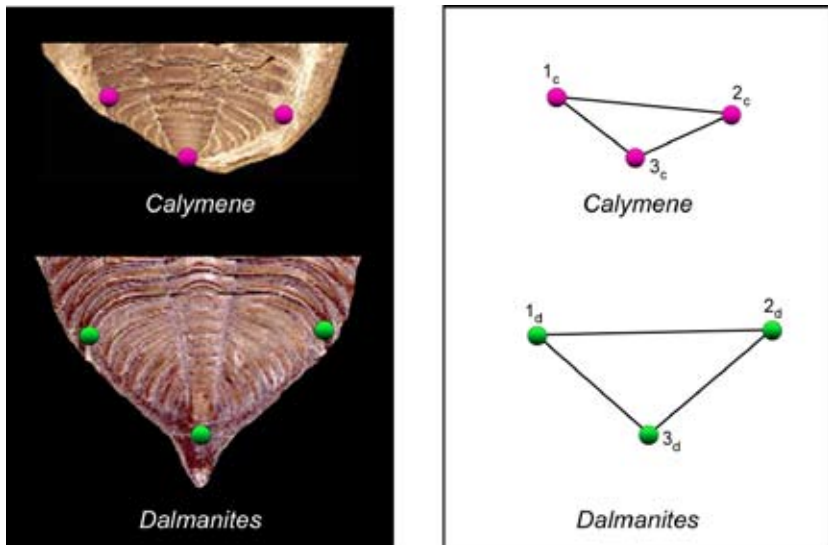 Calymene
Dalmanites
1c
2c
3c
Calymene
1d
2d
3d
Dalmanites